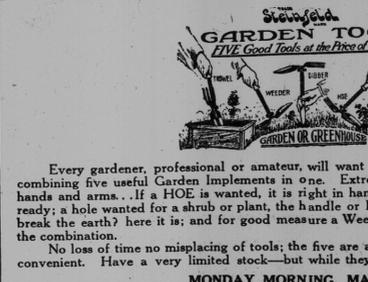 TRADE
Steinfeld
MARK
GARDEN TO
FIVE Good Tools at the Price of
TROWEL
WEEDER
DIBBER
HOE
GARDEN OR GREENHOUSE
Every gardener, professional or amateur, will want
combining five useful Garden Implements in one. Extr
hands and arms...If a HOE is wanted, it is right in han
ready; a hole wanted for a shrub or plant, the handle or
break the earth? here it is; and for good measure a Wee
the combination.
No loss of time no misplacing of tools; the five are a
convenient. Have a very limited stock—but while they
MONDAY MORNING, MA